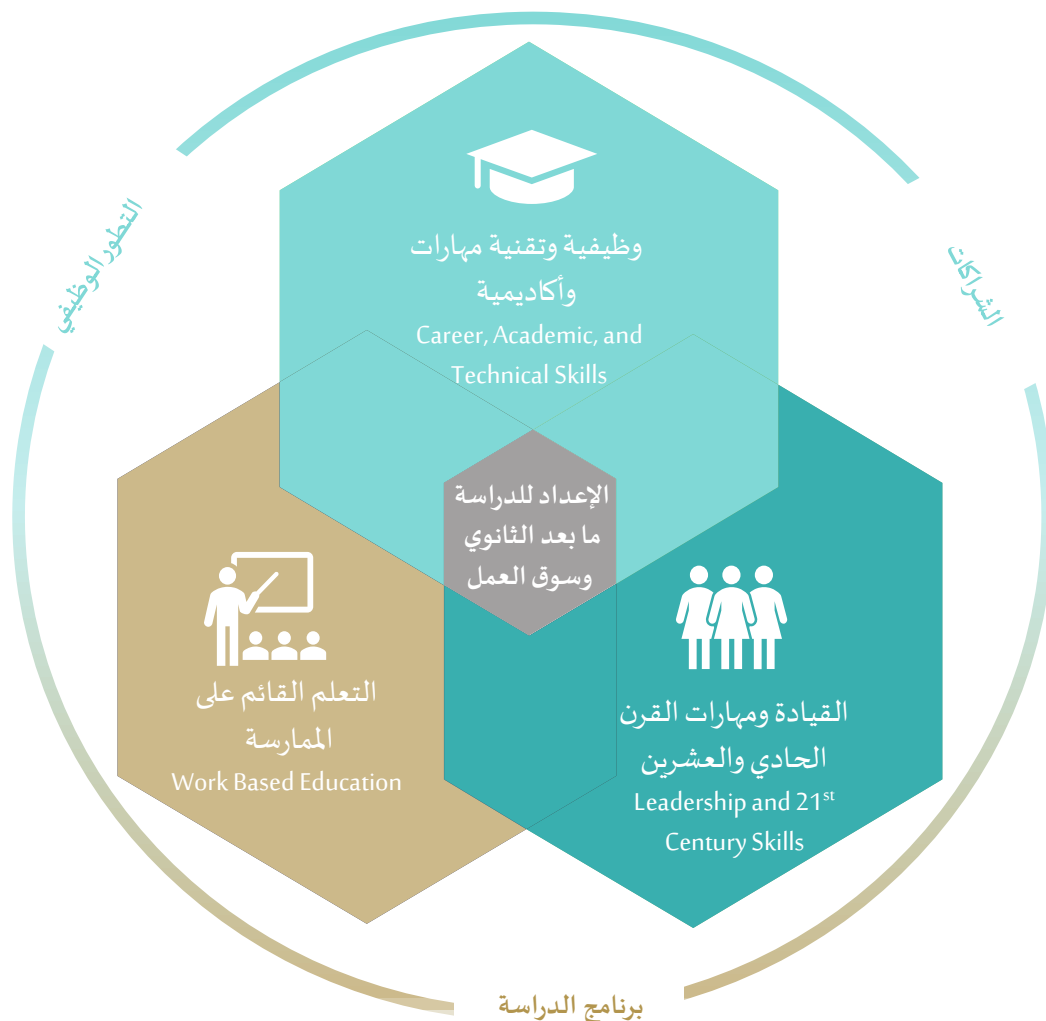 التطور الوظيفي
الشراكات
وظيفية وتقنية مهارات
وأكاديمية
Career, Academic, and
Technical Skills
الإعداد للدراسة
ما بعد الثانوي
وسوق العمل
التعلم القائم على
الممارسة
Work Based Education
القيادة ومهارات القرن
الحادي والعشرين
Leadership and 21st
Century Skills
برنامج الدراسة